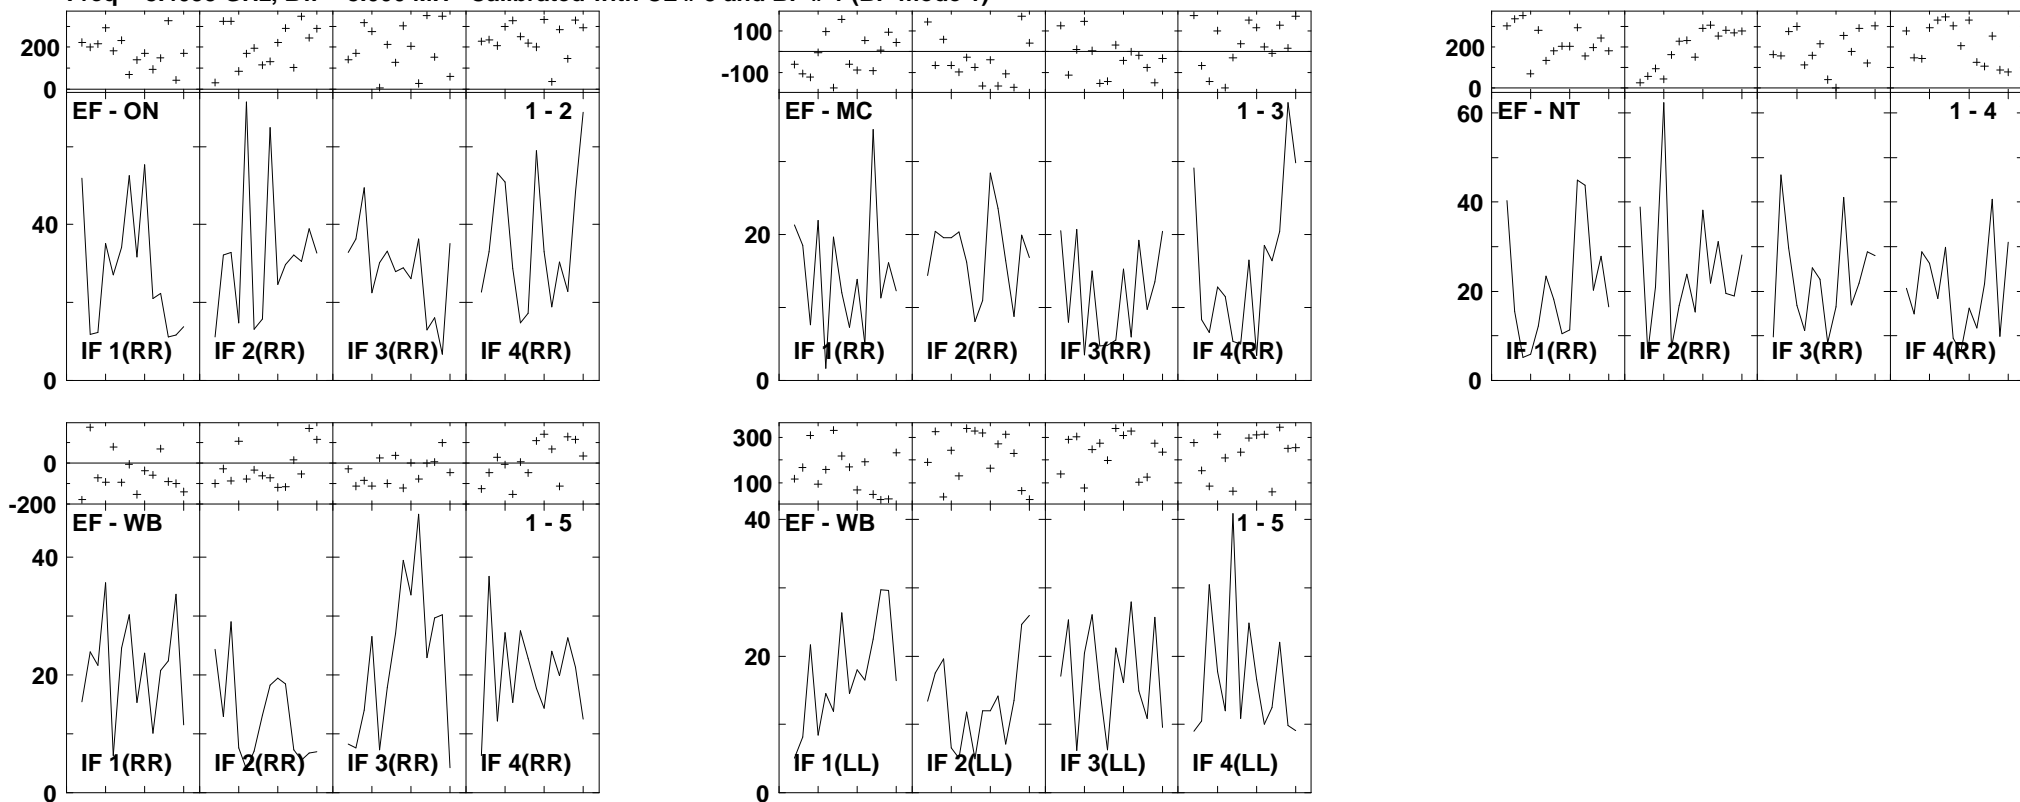 200
0
EF - ON
1 - 2
40
0
IF 1(RR)
IF 2(RR)
IF 3(RR)
IF 4(RR)
100
-100
EF - MC
1 - 3
20
0
IF 1(RR)
IF 2(RR)
IF 3(RR)
IF 4(RR)
200
0
EF - NT
1 - 4
60
40
20
0
IF 1(RR)
IF 2(RR)
IF 3(RR)
IF 4(RR)
0
-200
EF - WB
1 - 5
40
20
0
IF 1(RR)
IF 2(RR)
IF 3(RR)
IF 4(RR)
300
100
EF - WB
1 - 5
40
20
0
IF 1(LL)
IF 2(LL)
IF 3(LL)
IF 4(LL)